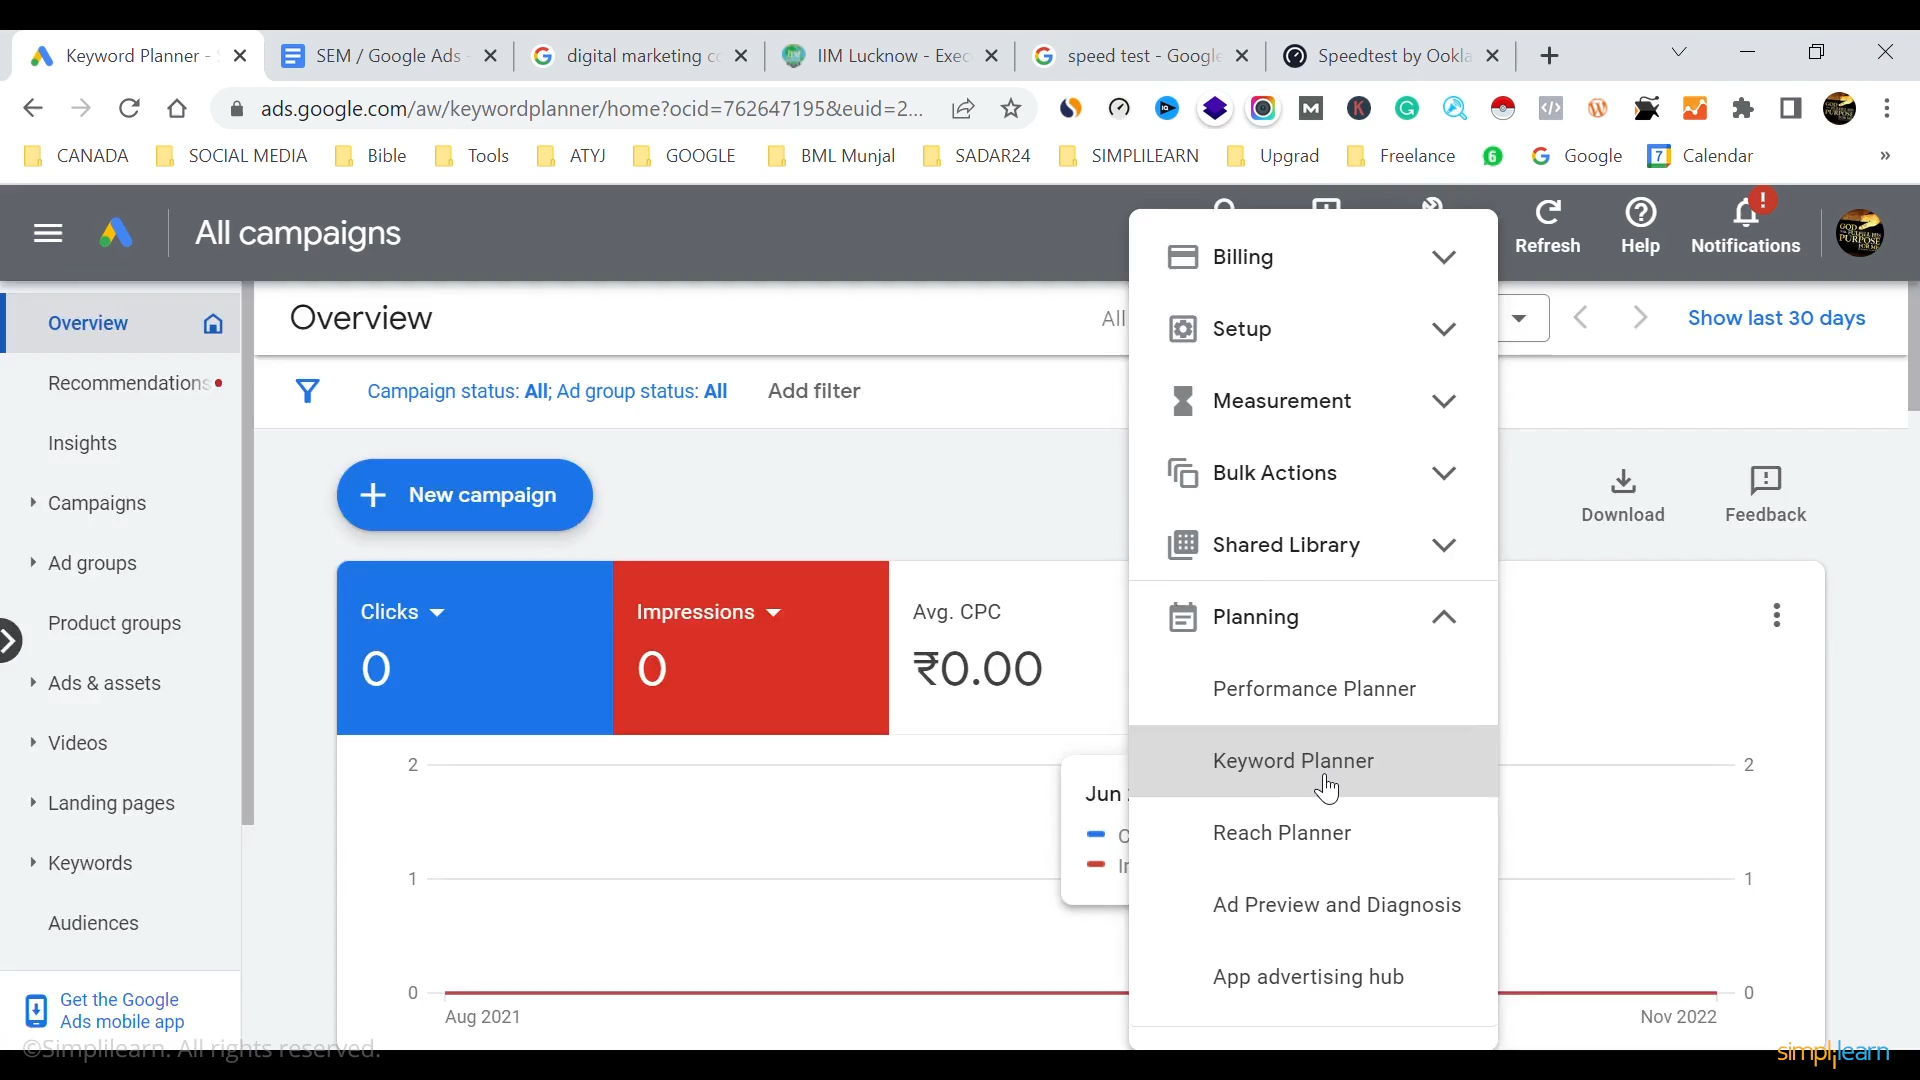 Keyword Planner -
SEM / Google Ads
digital marketing co
IIM Lucknow - Exec
speed test - Google
Speedtest by Ookla
ads.google.com/aw/keywordplanner/home?ocid=762647195&euid=2...
CANADA
SOCIAL MEDIA
Bible
Tools
ATYJ
GOOGLE
BML Munjal
SADAR24
SIMPLILEARN
Upgrad
Freelance
Google
Calendar
All campaigns
Refresh
Help
Notifications
Overview
Recommendations
Insights
Campaigns
Ad groups
Product groups
Ads & assets
Videos
Landing pages
Keywords
Audiences
Get the Google
Ads mobile app
Overview
All
Show last 30 days
Campaign status: All; Ad group status: All
Add filter
New campaign
Download
Feedback
Clicks
0
Impressions
0
Avg. CPC
₹0.00
2
1
0
2
1
0
Aug 2021
Nov 2022
Jun
Billing
Setup
Measurement
Bulk Actions
Shared Library
Planning
Performance Planner
Keyword Planner
Reach Planner
Ad Preview and Diagnosis
App advertising hub
©Simplilearn. All rights reserved.
simplilearn